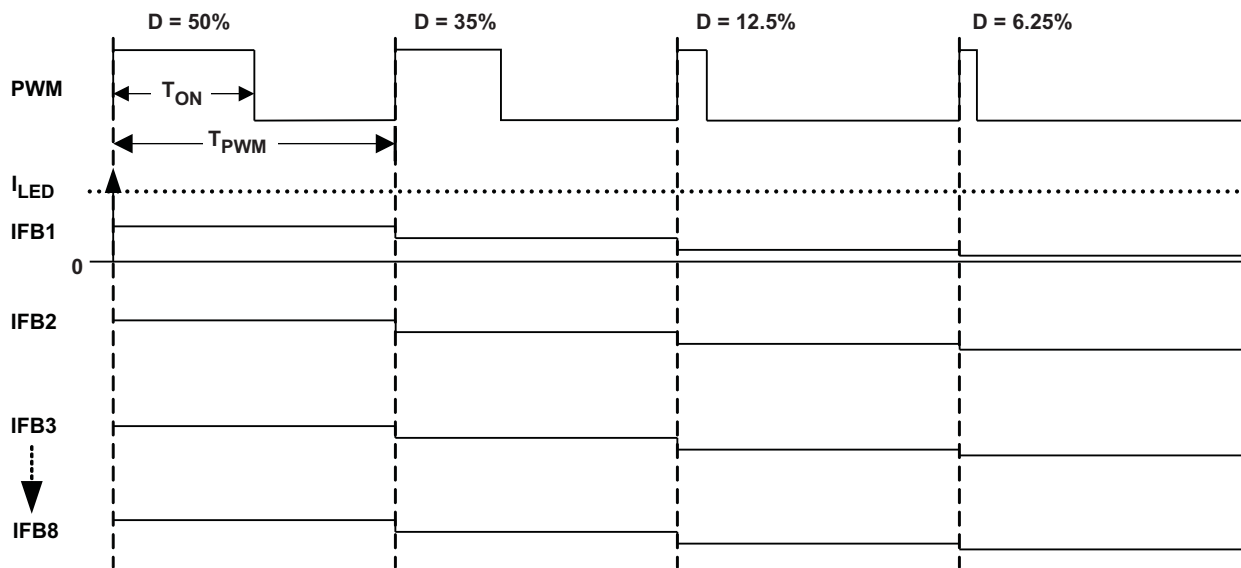 D = 50%
D = 35%
D = 12.5%
D = 6.25%
PWM
TON
TPWM
ILED
IFB1
0
IFB2
IFB3
IFB8